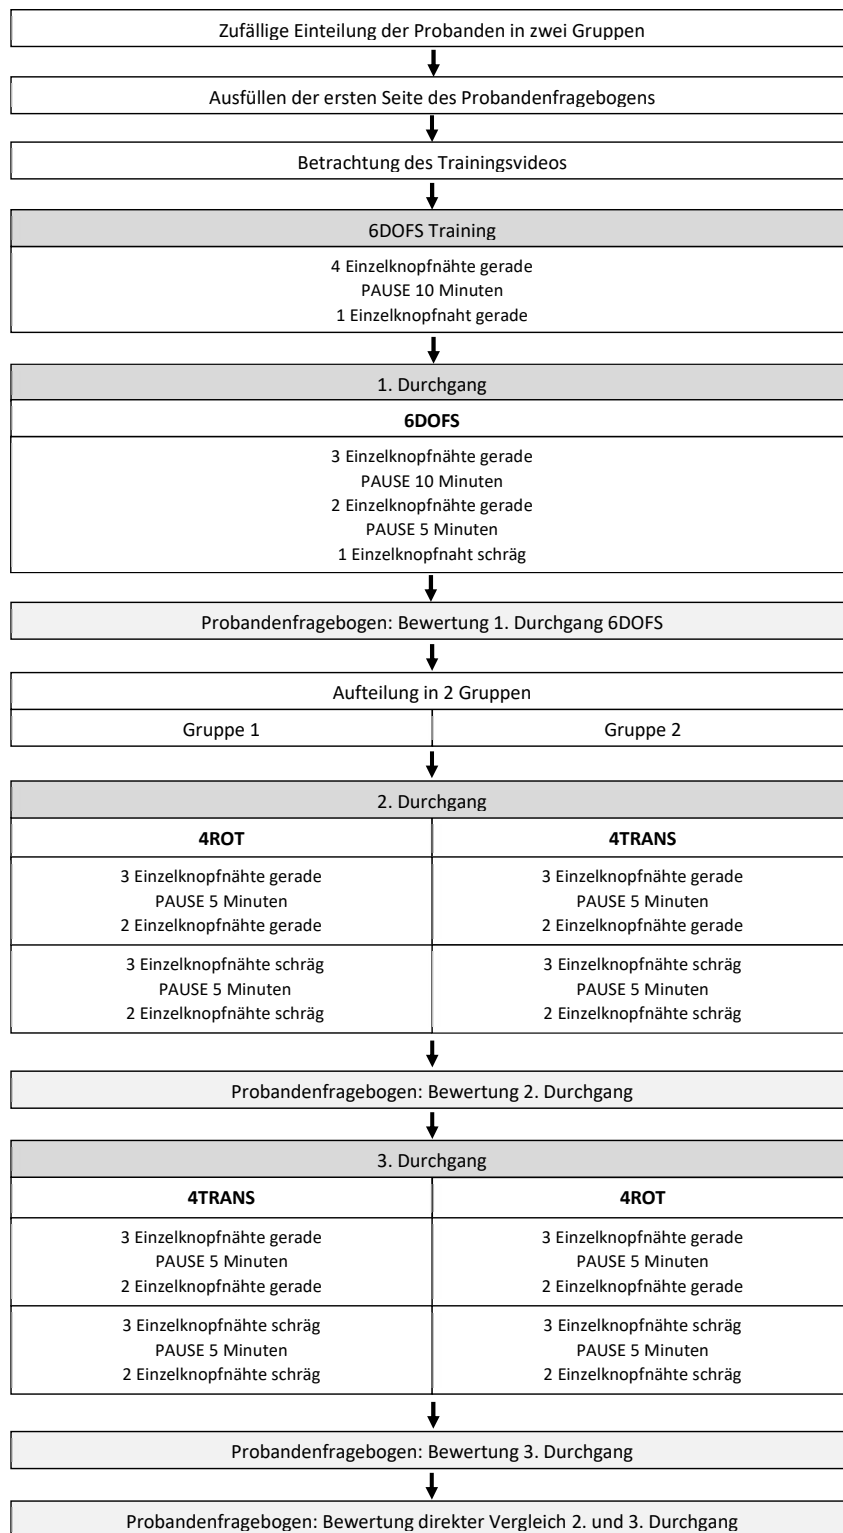 Zufällige Einteilung der Probanden in zwei Gruppen
Ausfüllen der ersten Seite des Probandenfragebogens
Betrachtung des Trainingsvideos
6DOFS Training
4 Einzelknopfnähte gerade
PAUSE 10 Minuten
1 Einzelknopfnaht gerade
1. Durchgang
6DOFS
3 Einzelknopfnähte gerade
PAUSE 10 Minuten
2 Einzelknopfnähte gerade
PAUSE 5 Minuten
1 Einzelknopfnaht schräg
Probandenfragebogen: Bewertung 1. Durchgang 6DOFS
Aufteilung in 2 Gruppen
Gruppe 1
Gruppe 2
2. Durchgang
4ROT
3 Einzelknopfnähte gerade
PAUSE 5 Minuten
2 Einzelknopfnähte gerade
3 Einzelknopfnähte schräg
PAUSE 5 Minuten
2 Einzelknopfnähte schräg
4TRANS
3 Einzelknopfnähte gerade
PAUSE 5 Minuten
2 Einzelknopfnähte gerade
3 Einzelknopfnähte schräg
PAUSE 5 Minuten
2 Einzelknopfnähte schräg
Probandenfragebogen: Bewertung 2. Durchgang
3. Durchgang
4TRANS
3 Einzelknopfnähte gerade
PAUSE 5 Minuten
2 Einzelknopfnähte gerade
3 Einzelknopfnähte schräg
PAUSE 5 Minuten
2 Einzelknopfnähte schräg
4ROT
3 Einzelknopfnähte gerade
PAUSE 5 Minuten
2 Einzelknopfnähte gerade
3 Einzelknopfnähte schräg
PAUSE 5 Minuten
2 Einzelknopfnähte schräg
Probandenfragebogen: Bewertung 3. Durchgang
Probandenfragebogen: Bewertung direkter Vergleich 2. und 3. Durchgang